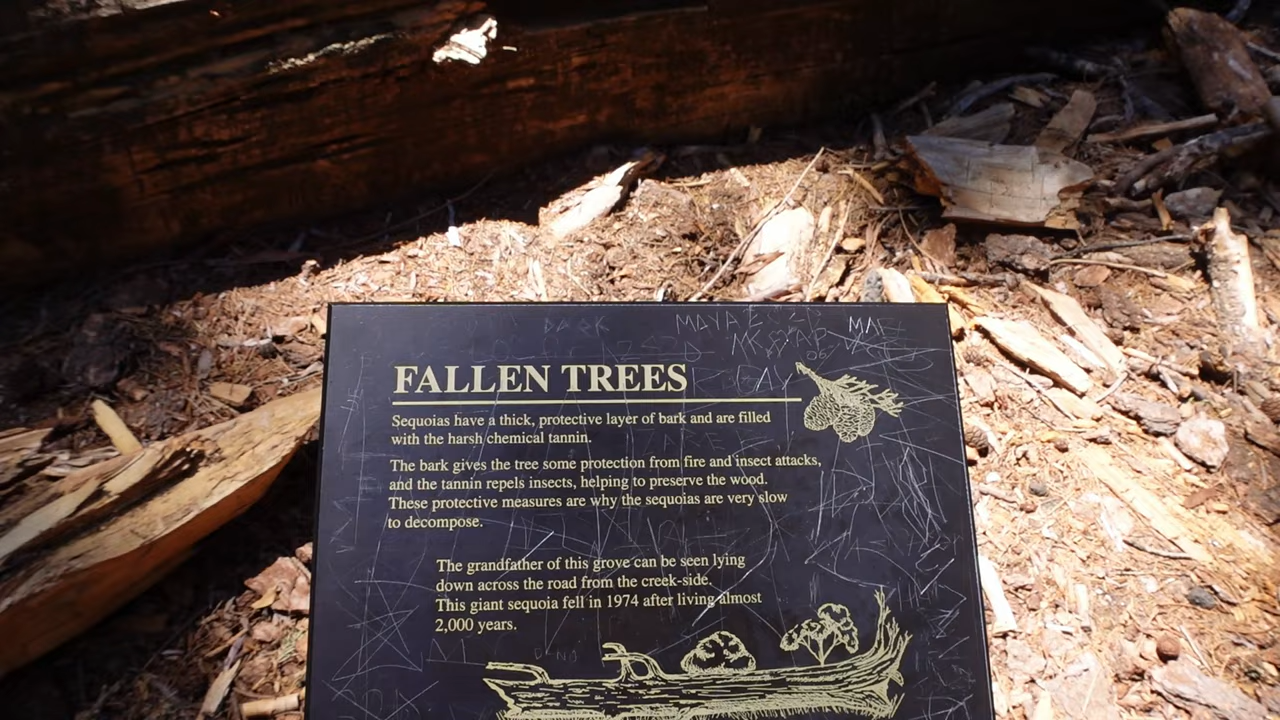 MAYA
MAE
FALLEN TREES
Sequoias have a thick, protective layer of bark and are filled
with the harsh chemical tannin.
The bark gives the tree some protection from fire and insect attacks,
and the tannin repels insects, helping to preserve the wood.
These protective measures are why the sequoias are very slow
to decompose.
The grandfather of this grove can be seen lying
down across the road from the creek-side.
This giant sequoia fell in 1974 after living almost
2,000 years.